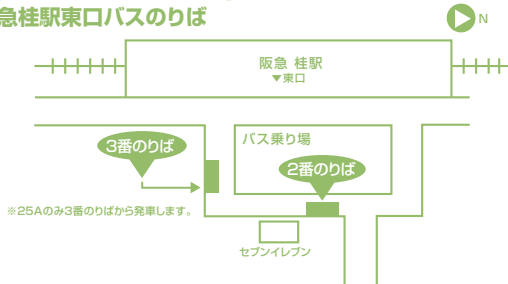 急桂駅東口バスのりば
N
阪急 桂駅
▼東口
バス乗り場
3番のりば
2番のりば
※25Aのみ3番のりばから発車します。
セブンイレブン